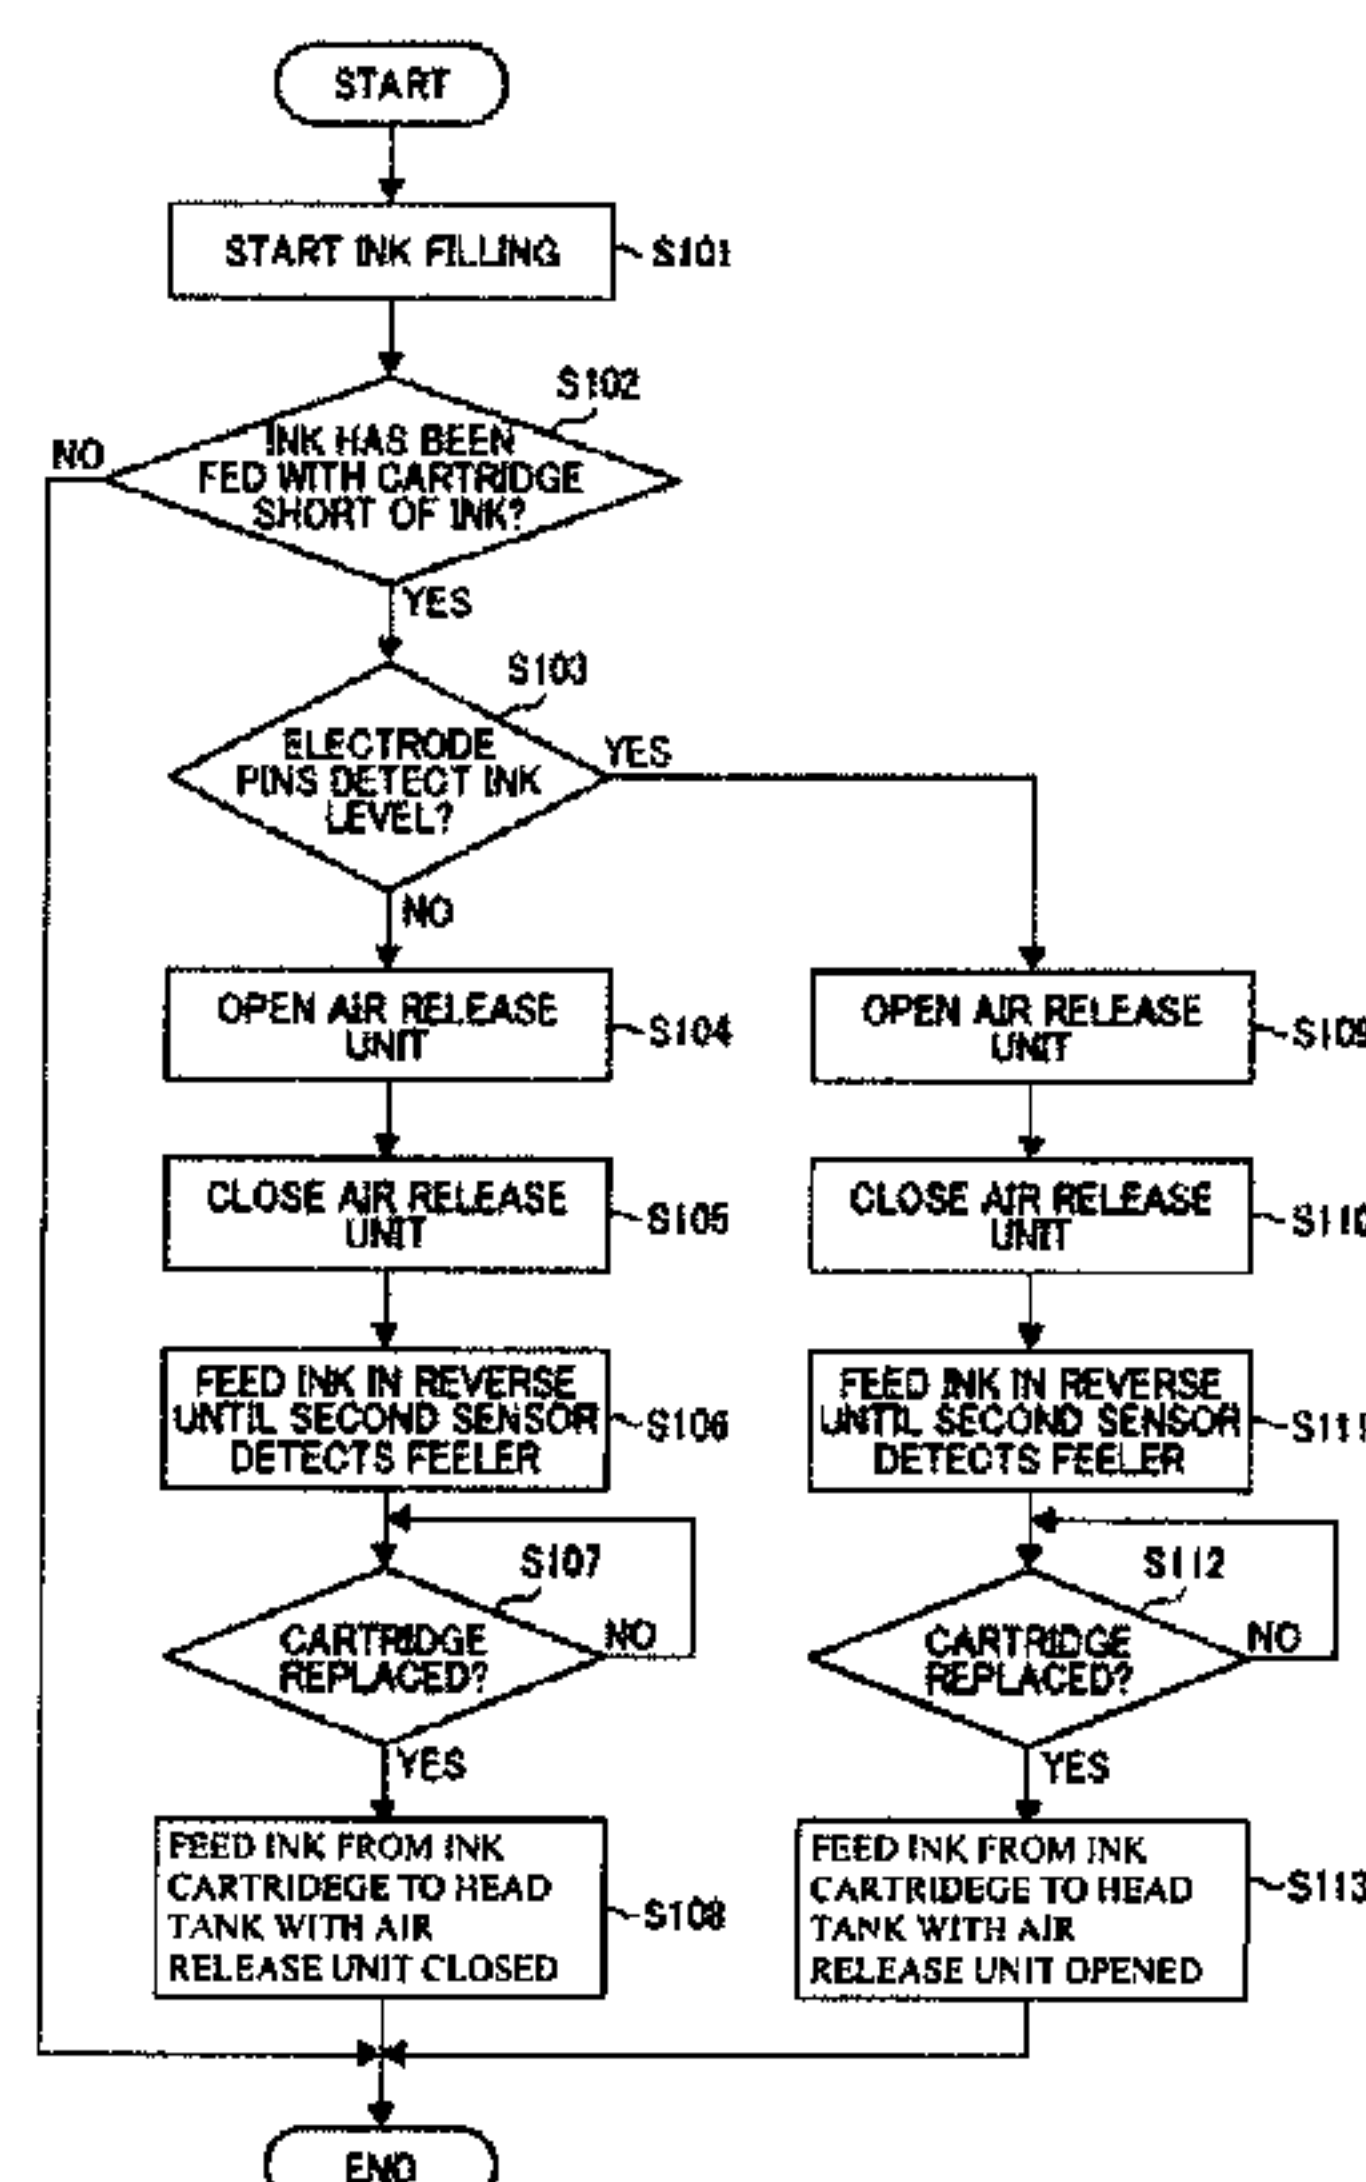 START
START INK FILLING
S101
S102
NO
INK HAS BEEN
FED WITH CARTRIDGE
SHORT OF INK?
YES
S103
ELECTRODE
PINS DETECT INK
LEVEL?
YES
NO
OPEN AIR RELEASE
UNIT
S104
OPEN AIR RELEASE
UNIT
S109
CLOSE AIR RELEASE
UNIT
S105
CLOSE AIR RELEASE
UNIT
S110
FEED INK IN REVERSE
UNTIL SECOND SENSOR
DETECTS FEELER
S106
FEED INK IN REVERSE
UNTIL SECOND SENSOR
DETECTS FEELER
S111
S107
CARTRIDGE
REPLACED?
NO
YES
S112
CARTRIDGE
REPLACED?
NO
YES
FEED INK FROM INK
CARTRIDEGE TO HEAD
TANK WITH AIR
RELEASE UNIT CLOSED
S108
FEED INK FROM INK
CARTRIDEGE TO HEAD
TANK WITH AIR
RELEASE UNIT OPENED
S113
END